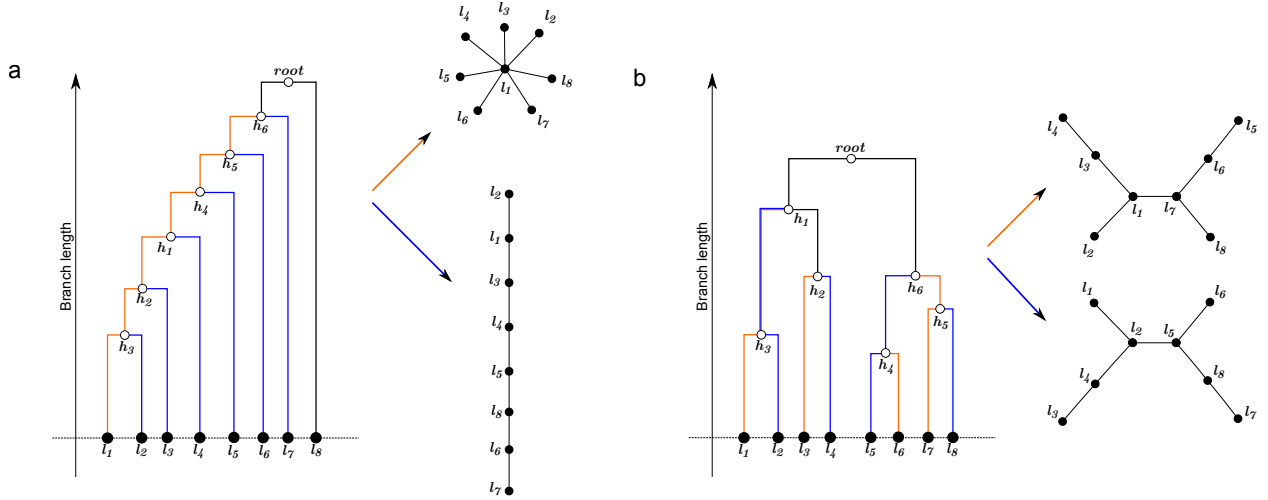 a
Branch length
root
h6
h5
h4
h1
h2
h3
l1 l2 l3 l4 l5 l6 l7 l8
l4 l3 l2
l5 l1 l8
l6 l7
l2
l1
l3
l4
l5
l8
l6
l7
b
Branch length
root
h1
h2 h6
h3 h5
h4
l1 l2 l3 l4 l5 l6 l7 l8
l4 l5
l3 l6
l1 l7
l2 l8
l1 l6
l2 l5
l4 l8
l3 l7